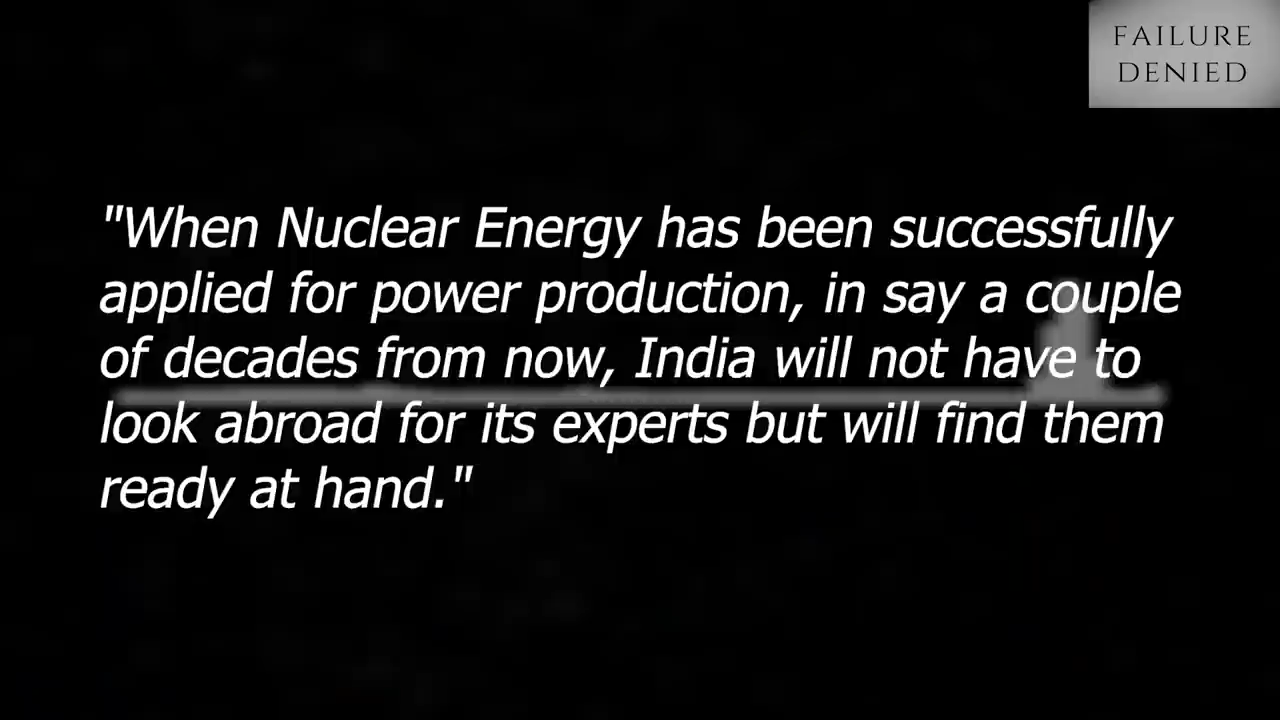 FAILURE
DENIED
"When Nuclear Energy has been successfully
applied for power production, in say a couple
of decades from now, India will not have to
look abroad for its experts but will find them
ready at hand."